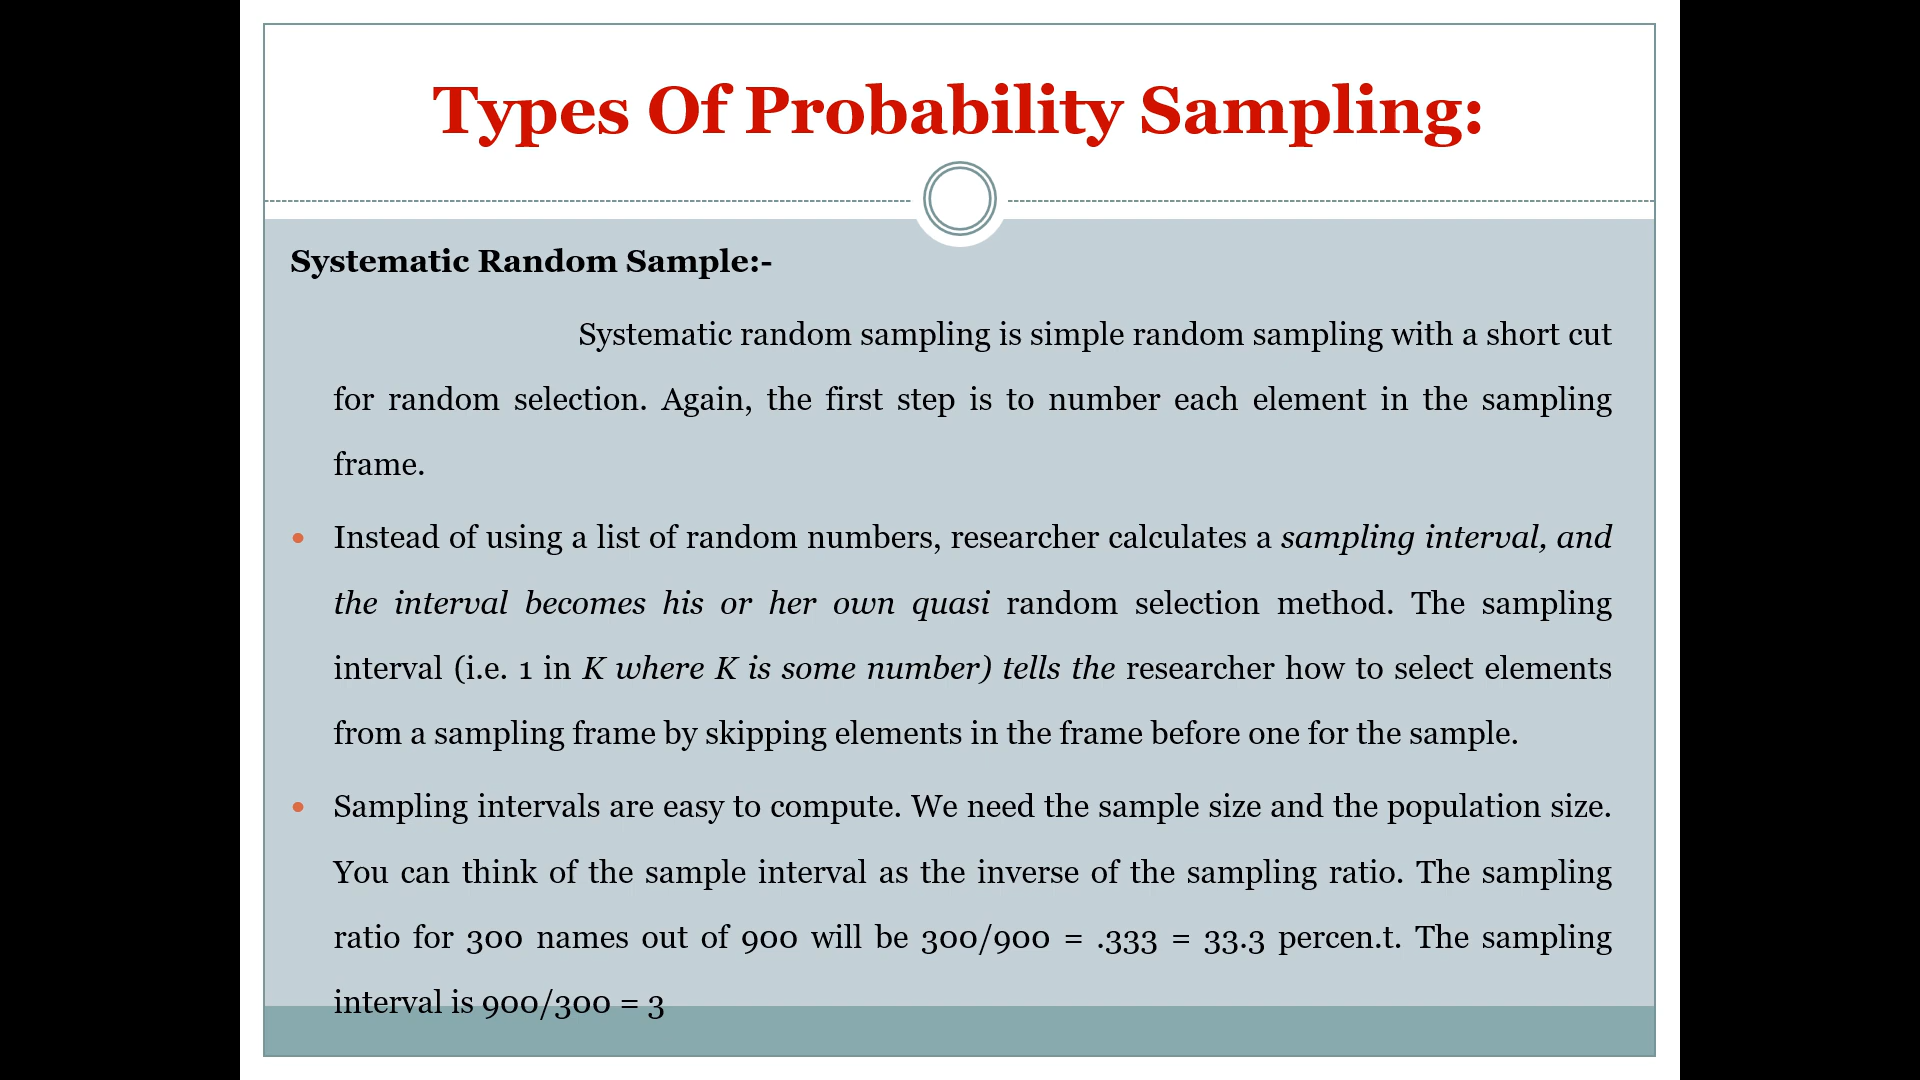 Types Of Probability Sampling:
Systematic Random Sample:-
Systematic random sampling is simple random sampling with a short cut
for random selection. Again, the first step is to number each element in the sampling
frame.
• Instead of using a list of random numbers, researcher calculates a sampling interval, and
the interval becomes his or her own quasi random selection method. The sampling
interval (i.e. 1 in K where K is some number) tells the researcher how to select elements
from a sampling frame by skipping elements in the frame before one for the sample.
• Sampling intervals are easy to compute. We need the sample size and the population size.
You can think of the sample interval as the inverse of the sampling ratio. The sampling
ratio for 300 names out of 900 will be 300/900 = .333 = 33.3 percen.t. The sampling
interval is 900/300 = 3